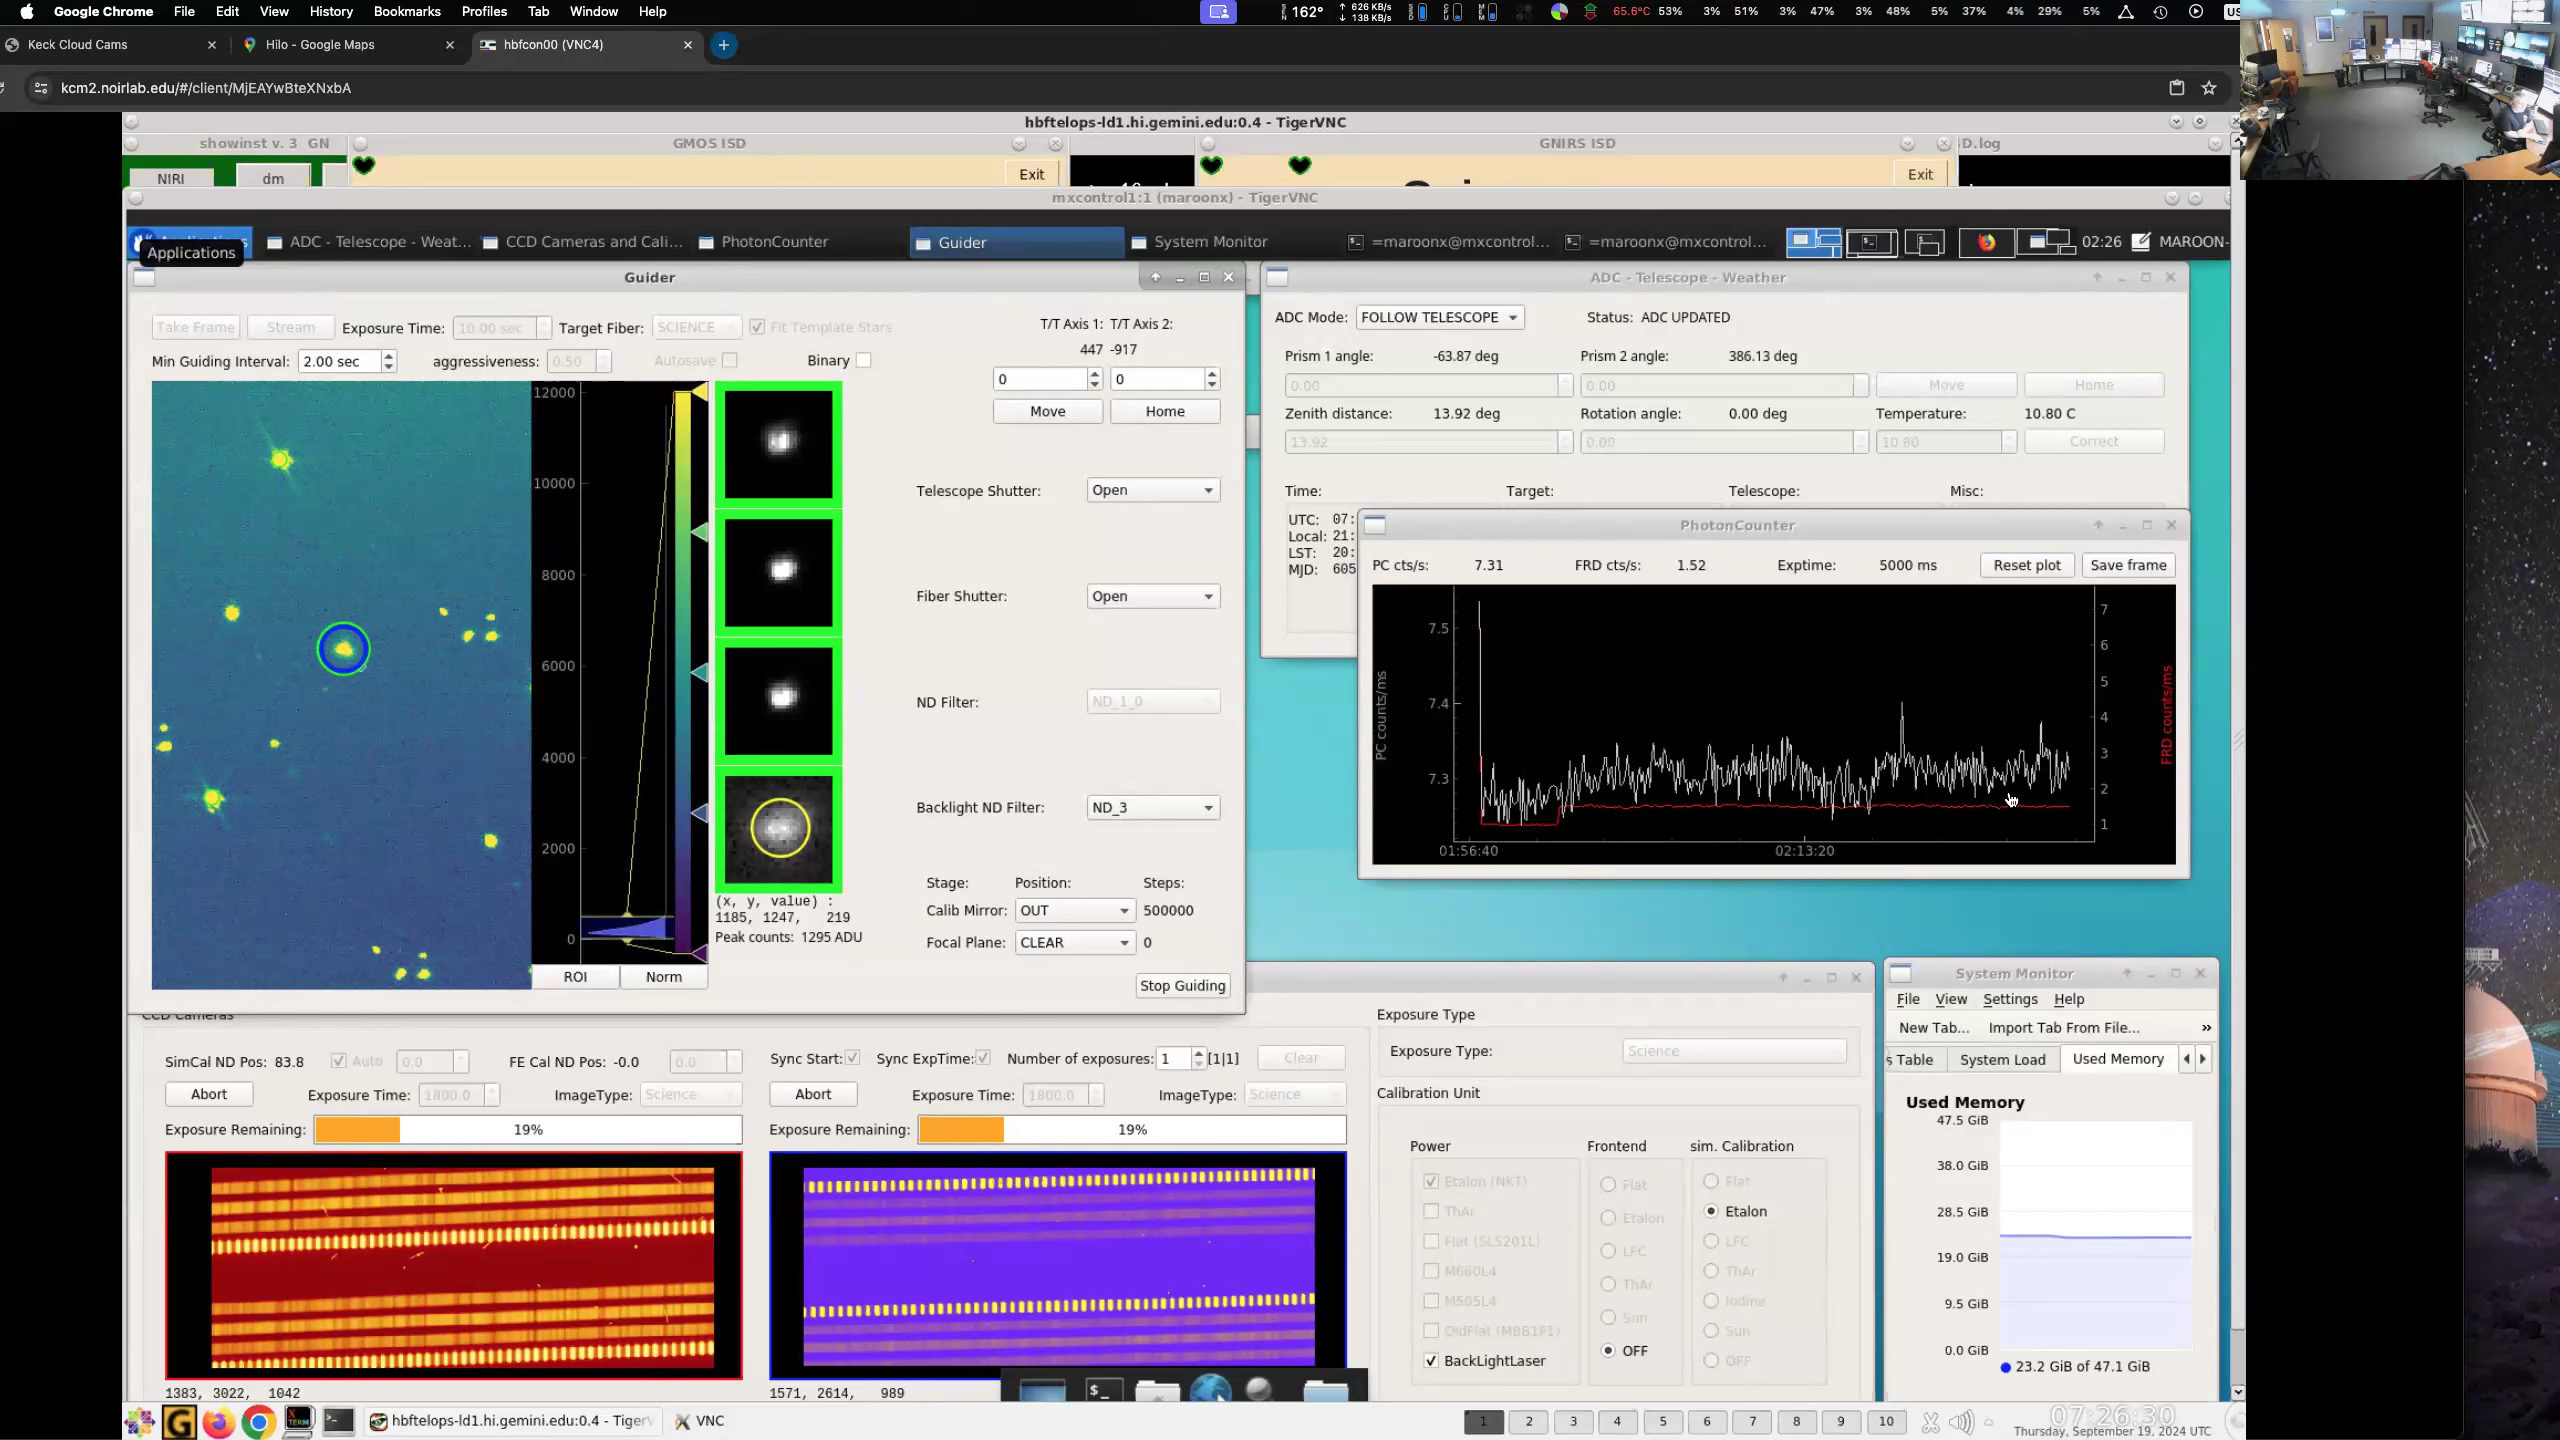 Google Chrome File Edit View History Bookmarks Profiles Tab Window Help 162° 626 KB/s 138 KB/s 65.6°C 53% 3% 51% 3% 47% 3% 48% 5% 37% 4% 29% 5% US
Keck Cloud Cams Hilo - Google Maps hbfcon00 (VNC4)
kcm2.noirlab.edu/#/client/MjEAYwBteXNxbA
hbftelops-ld1.hi.gemini.edu:0.4 - TigerVNC
showinst v. 3 GN GMOS ISD GNIRS ISD D.log
NIRI dm Exit Exit
mxcontrol1:1 (maroonx) - TigerVNC
ADC - Telescope - Weat... CCD Cameras and Cali... PhotonCounter Guider System Monitor =maroonx@mxcontrol... =maroonx@mxcontrol... 02:26 MAROON-
Applications
Guider ADC - Telescope - Weather
Take Frame Stream Exposure Time: 10.00 sec Target Fiber: SCIENCE Fit Template Stars T/T Axis 1: T/T Axis 2:
447 -917
Min Guiding Interval: 2.00 sec aggressiveness: 0.50 Autosave Binary
0 0
Move Home
ADC Mode: FOLLOW TELESCOPE Status: ADC UPDATED
Prism 1 angle: -63.87 deg Prism 2 angle: 386.13 deg
0.00 0.00 Move Home
Zenith distance: 13.92 deg Rotation angle: 0.00 deg Temperature: 10.80 C
13.92 0.00 10.80 Correct
Time: Target: Telescope: Misc:
UTC: 07:
Local: 21:
LST: 20:
MJD: 605
12000
10000
8000
6000
4000
2000
0
Telescope Shutter: Open
Fiber Shutter: Open
ND Filter: ND_1_0
Backlight ND Filter: ND_3
Stage: Position: Steps:
Calib Mirror: OUT 500000
Focal Plane: CLEAR 0
(x, y, value) :
1185, 1247, 219
Peak counts: 1295 ADU
ROI Norm
Stop Guiding
PhotonCounter
PC cts/s: 7.31 FRD cts/s: 1.52 Exptime: 5000 ms Reset plot Save frame
PC counts/ms
7.5
7.4
7.3
7
6
5
4
3
2
1
FRD counts/ms
01:56:40 02:13:20
CCD Cameras
SimCal ND Pos: 83.8 Auto 0.0 FE Cal ND Pos: -0.0 0.0 Sync Start: Sync ExpTime: Number of exposures: 1 [1|1] Clear
Abort Exposure Time: 1800.0 ImageType: Science Abort Exposure Time: 1800.0 ImageType: Science
Exposure Remaining: 19% Exposure Remaining: 19%
1383, 3022, 1042 1571, 2614, 989
Exposure Type
Exposure Type: Science
Calibration Unit
Power Frontend sim. Calibration
Etalon (NKT) Flat Flat
ThAr Etalon Etalon
Flat (SLS201L) LFC LFC
M660L4 ThAr ThAr
M505L4 Sun Iodine
OldFlat (MBB1F1) Sun
BackLightLaser OFF OFF
System Monitor
File View Settings Help
New Tab... Import Tab From File... »
s Table System Load Used Memory
Used Memory
47.5 GiB
38.0 GiB
28.5 GiB
19.0 GiB
9.5 GiB
0.0 GiB
23.2 GiB of 47.1 GiB
hbftelops-ld1.hi.gemini.edu:0.4 - TigerV VNC 1 2 3 4 5 6 7 8 9 10 07:26:30
Thursday, September 19, 2024 UTC